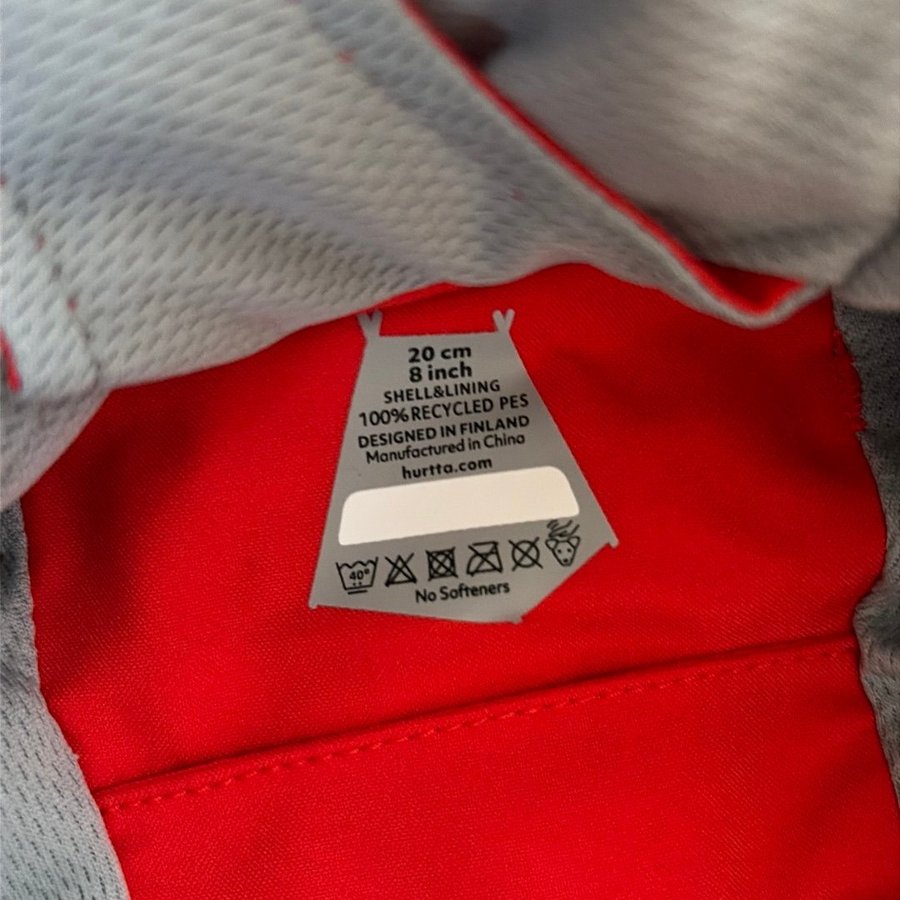 20 cm
8 inch
SHELL&LINING
100% RECYCLED PES
DESIGNED IN FINLAND
Manufactured in China
hurtta.com
40°
No Softeners